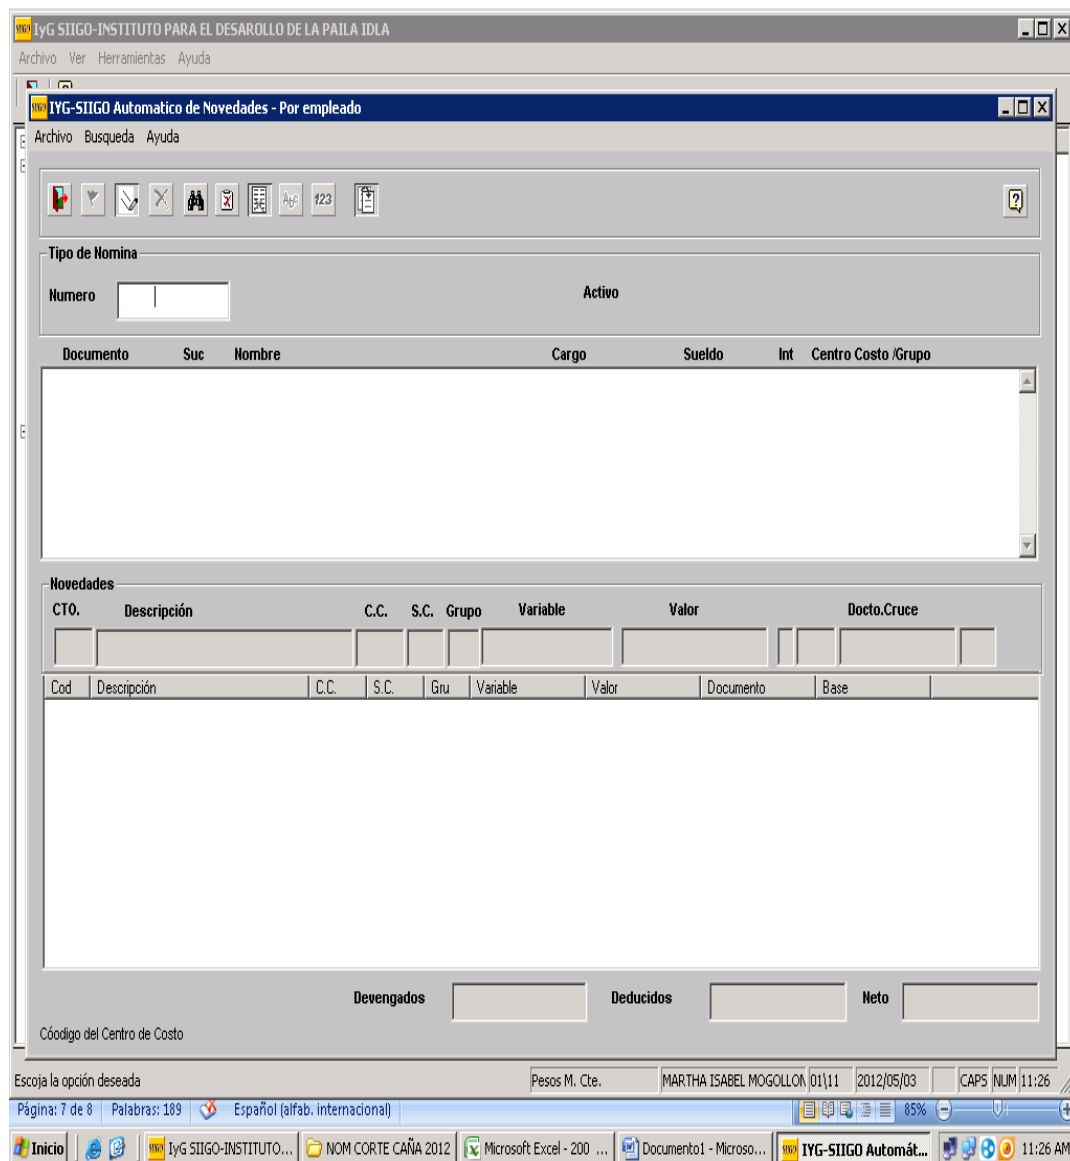 IyG SIIGO-INSTITUTO PARA EL DESAROLLO DE LA PAILA IDLA
Archivo Ver Herramientas Ayuda
IYG-SIIGO Automatico de Novedades - Por empleado
Archivo Busqueda Ayuda
Abc 123
Tipo de Nomina
Numero Activo
Documento Suc Nombre Cargo Sueldo Int Centro Costo /Grupo
Novedades
CTO. Descripción C.C. S.C. Grupo Variable Valor Docto.Cruce
Cod Descripción C.C. S.C. Gru Variable Valor Documento Base
Devengados Deducidos Neto
Cóodigo del Centro de Costo
Escoja la opción deseada Pesos M. Cte. MARTHA ISABEL MOGOLLON 01\11 2012/05/03 CAPS NUM 11:26
Página: 7 de 8 Palabras: 189 Español (alfab. internacional) 85%
Inicio IyG SIIGO-INSTITUTO... NOM CORTE CAÑA 2012 Microsoft Excel - 200 ... Documento1 - Microso... IYG-SIIGO Automát... 11:26 AM